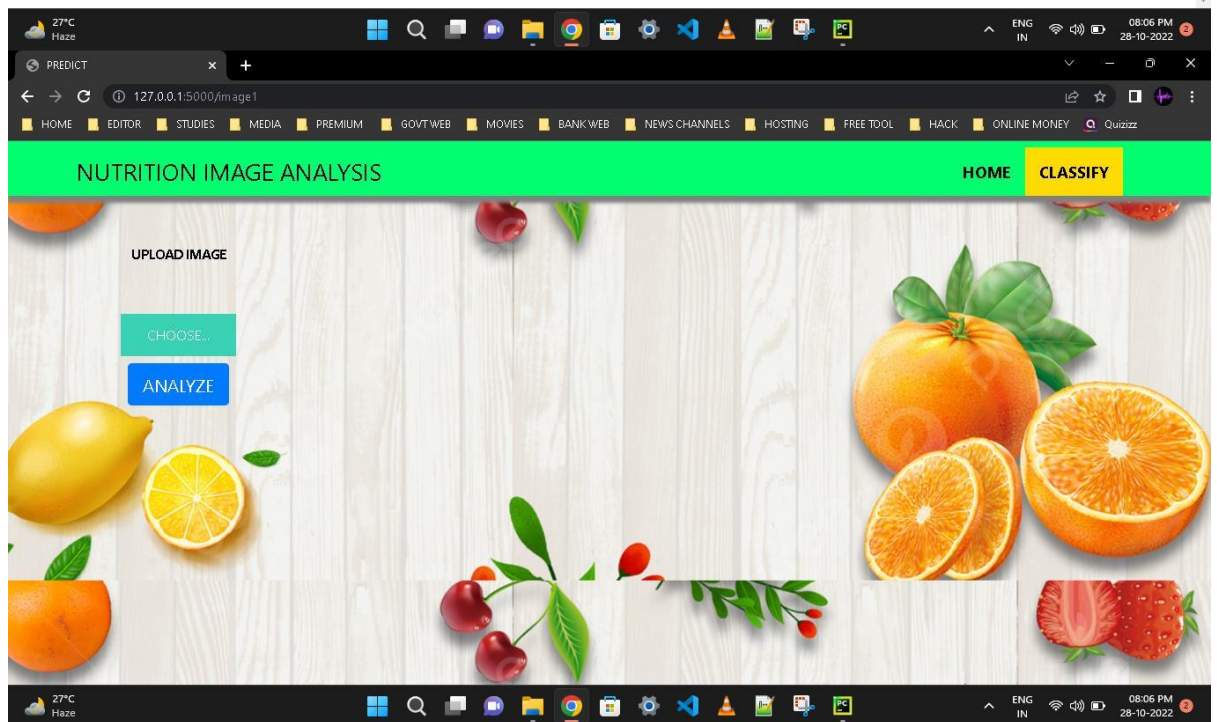 27°C
Haze
ENG
IN
08:06 PM
28-10-2022
2
PREDICT
127.0.0.1:5000/image1
HOME EDITOR STUDIES MEDIA PREMIUM GOVT WEB MOVIES BANK WEB NEWS CHANNELS HOSTING FREE TOOL HACK ONLINE MONEY Quizizz
NUTRITION IMAGE ANALYSIS HOME CLASSIFY
UPLOAD IMAGE
CHOOSE...
ANALYZE
27°C
Haze
ENG
IN
08:06 PM
28-10-2022
2